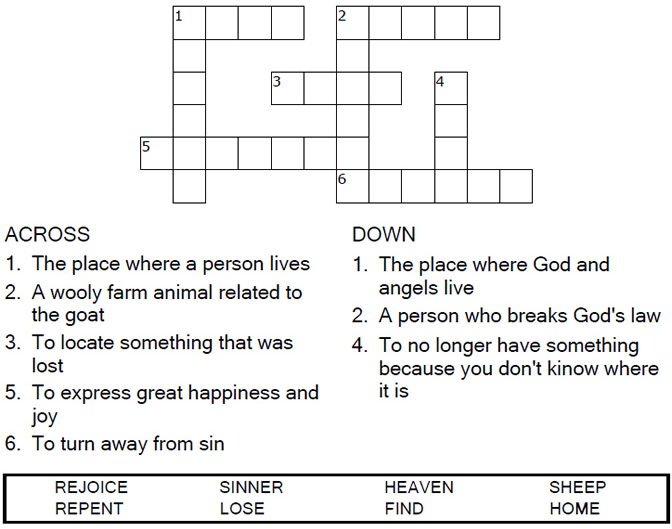 1
2
3
4
5
6
ACROSS
1. The place where a person lives
2. A wooly farm animal related to
the goat
3. To locate something that was
lost
5. To express great happiness and
joy
6. To turn away from sin
DOWN
1. The place where God and
angels live
2. A person who breaks God's law
4. To no longer have something
because you don't kinow where
it is
REJOICE SINNER HEAVEN SHEEP
REPENT LOSE FIND HOME